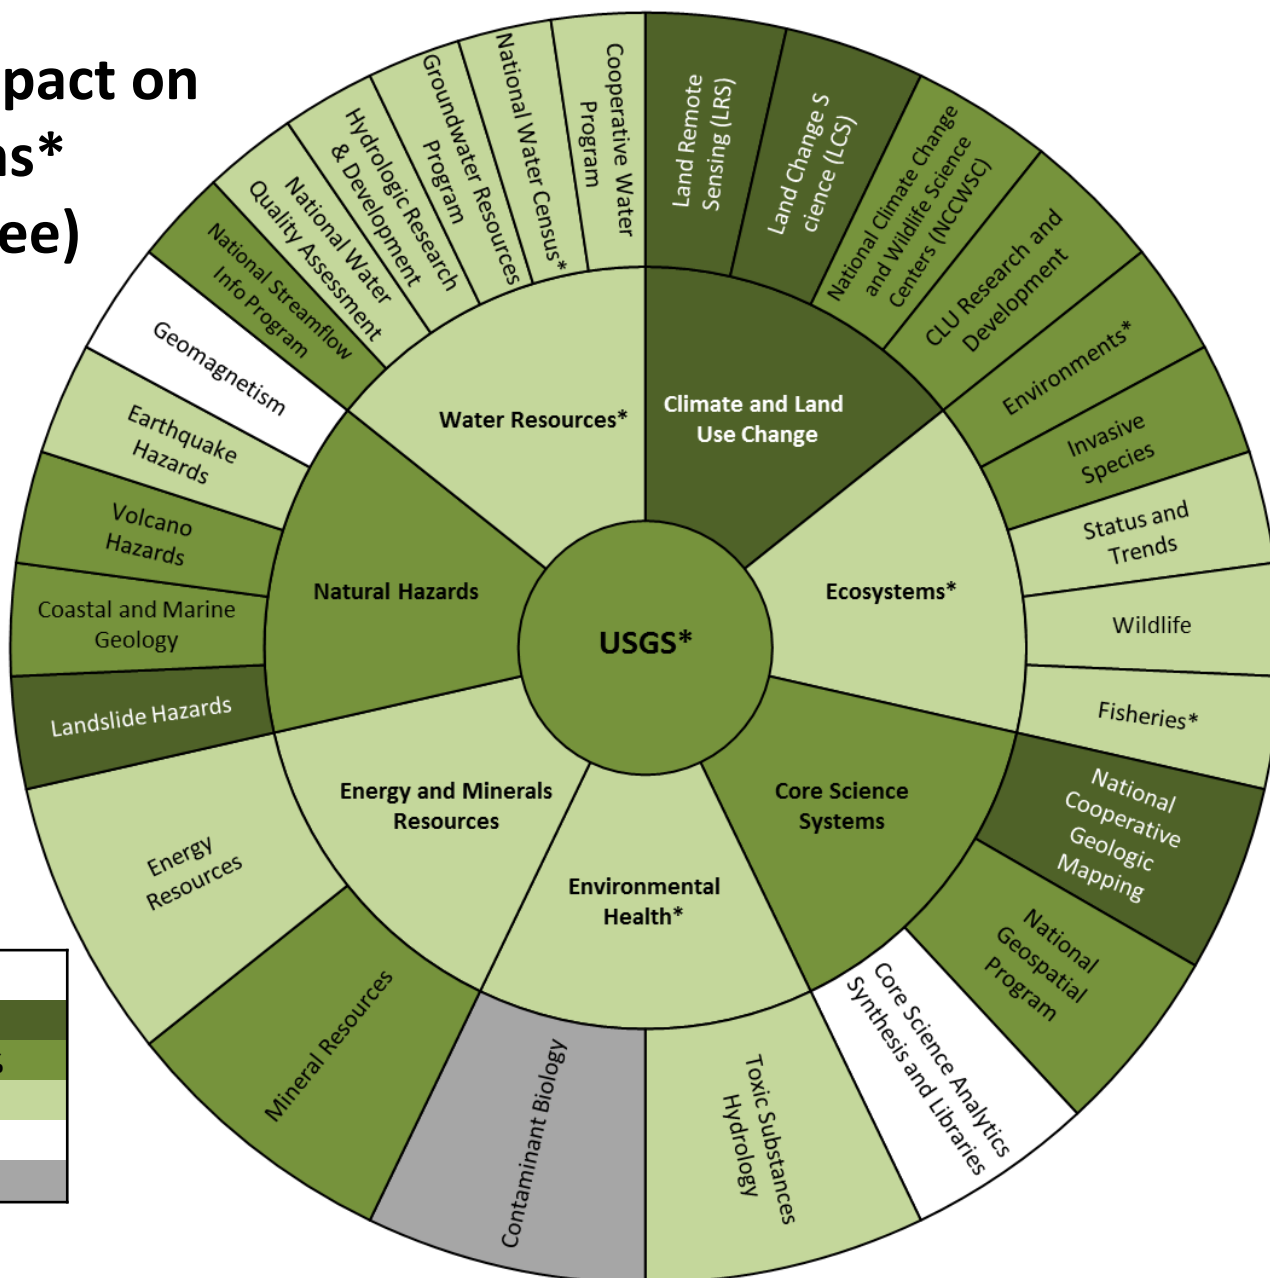 pact on
ns*
ee)
Cooperative Water
Program
National Water Census*
Groundwater Resources
Program
Hydrologic Research
& Development
National Water
Quality Assessment
National Streamflow
Info Program
Land Remote
Sensing (LRS)
Land Change S
cience (LCS)
National Climate Change
and Wildlife Science
Centers (NCCWSC)
CLU Research and
Development
Environments*
Invasive
Species
Status and
Trends
Wildlife
Fisheries*
National
Cooperative
Geologic
Mapping
National
Geospatial
Program
Core Science Analytics
Synthesis and Libraries
Toxic Substances
Hydrology
Contaminant Biology
Mineral Resources
Energy
Resources
Landslide Hazards
Coastal and Marine
Geology
Volcano
Hazards
Earthquake
Hazards
Geomagnetism
Water Resources*
Climate and Land
Use Change
Ecosystems*
Core Science
Systems
Environmental
Health*
Energy and Minerals
Resources
Natural Hazards
USGS*
%